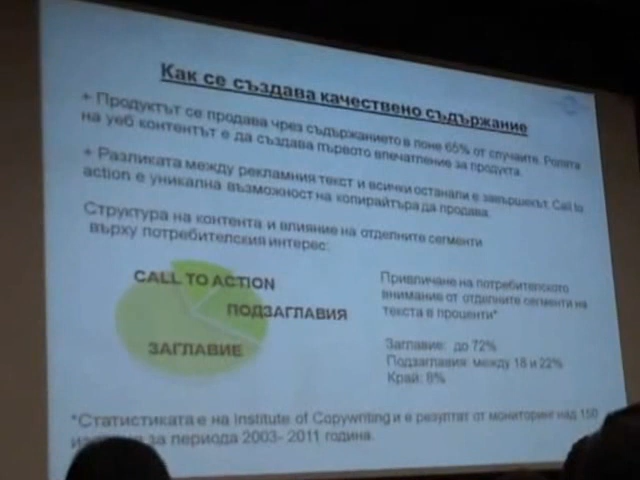 Как се създава качествено съдържание
+ Продуктът се продава чрез съдържанието в поне 65% от случаите. Ролята
на уеб контентът е да създава първото впечатление за продукта.
+ Разликата между рекламния текст и всички останали е завършекът. Call to
action е уникална възможност на копирайтъра да продава.
Структура на контента и влияние на отделните сегменти
върху потребителския интерес:
CALL TO ACTION
ПОДЗАГЛАВИЯ
ЗАГЛАВИЕ
Привличане на потребителското
внимание от отделните сегменти на
текста в проценти*
Заглавие: до 72%
Подзаглавия: между 18 и 22%
Край: 8%
*Статистиката е на Institute of Copywriting и е резултат от мониторинг над 150
за периода 2003- 2011 година.